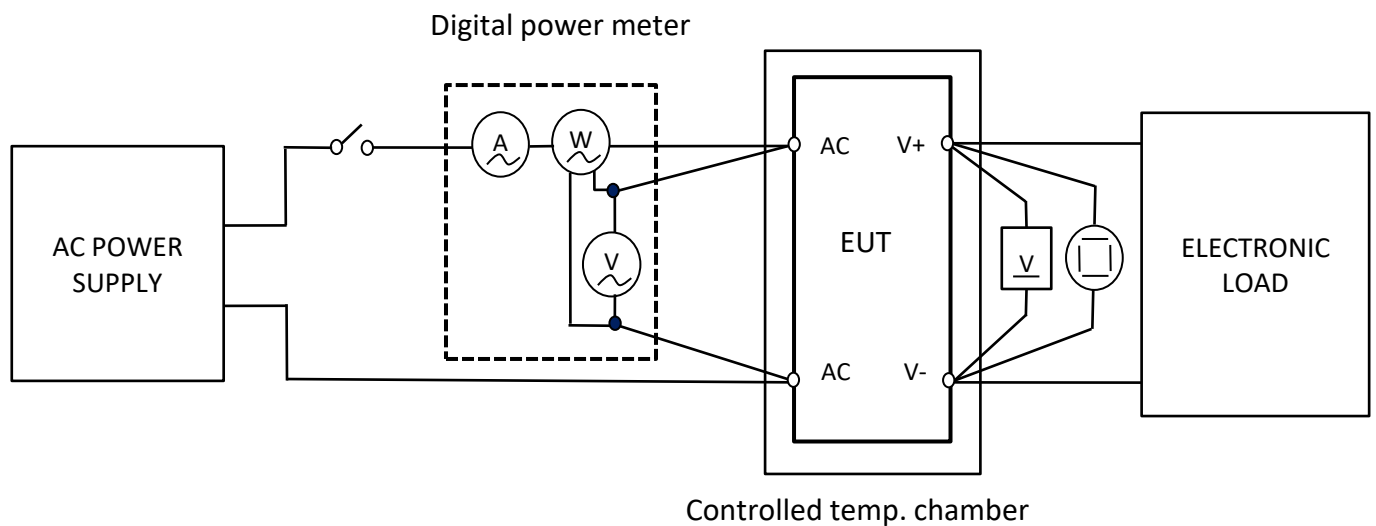 Digital power meter
A
W
AC
V+
AC POWER
SUPPLY
V
EUT
V
ELECTRONIC
LOAD
AC
V-
Controlled temp. chamber